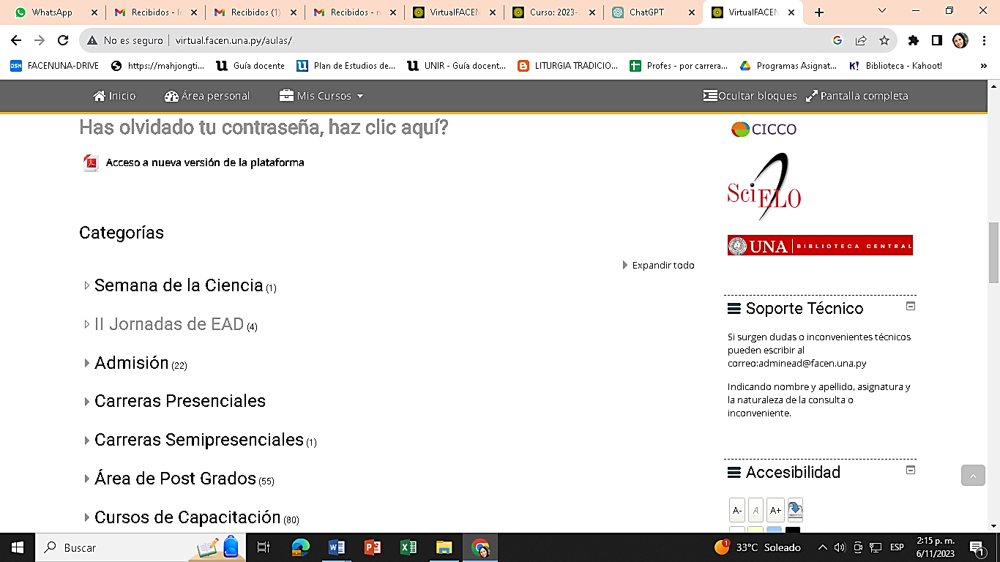 WhatsApp
Recibidos - l
Recibidos (1)
Recibidos - n
VirtualFACEN
Curso: 2023-
ChatGPT
VirtualFACEN
No es seguro
virtual.facen.una.py/aulas/
DSM FACENUNA-DRIVE
https://mahjongti...
Guía docente
Plan de Estudios de...
UNIR - Guía docent...
LITURGIA TRADICIO...
Profes - por carrera...
Programas Asignat...
K! Biblioteca - Kahoot!
»
Inicio
Área personal
Mis Cursos
Ocultar bloques
Pantalla completa
Has olvidado tu contraseña, haz clic aquí?
Acceso a nueva versión de la plataforma
Categorías
Expandir todo
Semana de la Ciencia (1)
II Jornadas de EAD (4)
Admisión (22)
Carreras Presenciales
Carreras Semipresenciales (1)
Área de Post Grados (55)
Cursos de Capacitación (80)
CICCO
SciELO
UNA BIBLIOTECA CENTRAL
Soporte Técnico
Si surgen dudas o inconvenientes técnicos
pueden escribir al
correo:adminead@facen.una.py
Indicando nombre y apellido, asignatura y
la naturaleza de la consulta o
inconveniente.
Accesibilidad
A-
A
A+
Buscar
1
33°C Soleado
ESP
2:15 p. m.
6/11/2023
1